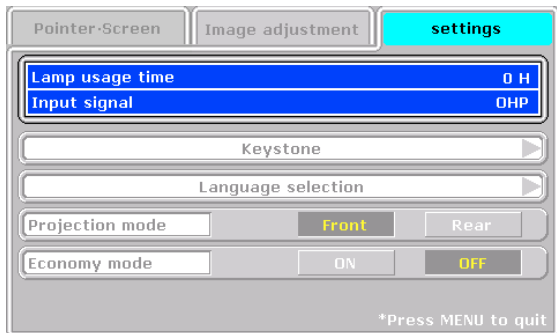 Pointer·Screen Image adjustment settings
Lamp usage time 0 H
Input signal OHP
Keystone
Language selection
Projection mode Front Rear
Economy mode ON OFF
*Press MENU to quit